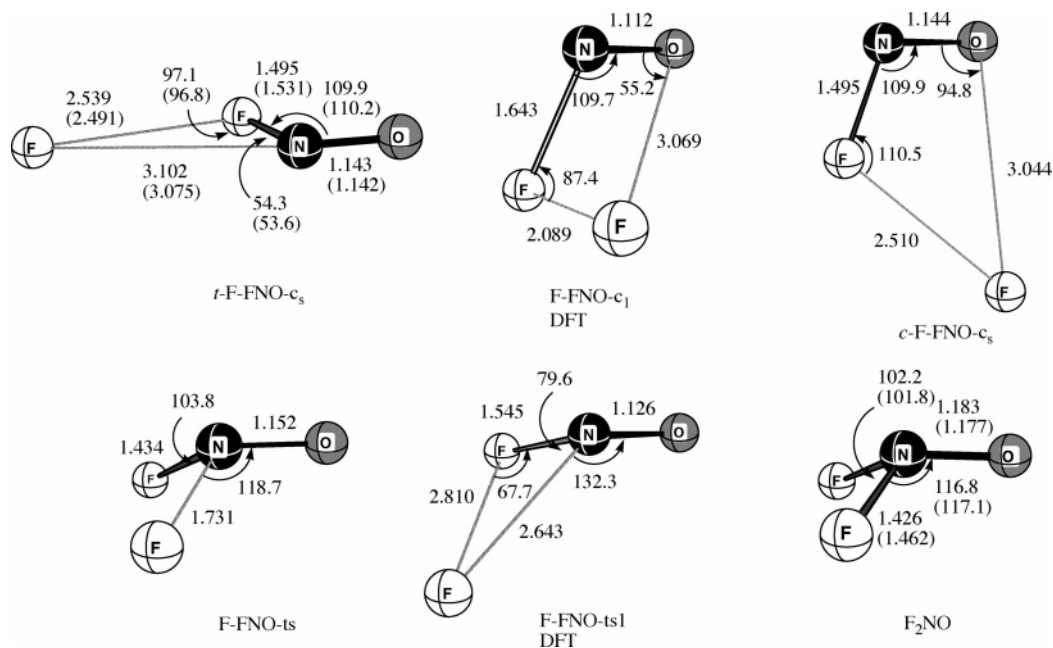 2.539
(2.491)
97.1
(96.8)
1.495
(1.531)
109.9
(110.2)
F
F
N
O
3.102
(3.075)
54.3
(53.6)
1.143
(1.142)
t-F-FNO-cs
1.112
N
O
55.2
109.7
1.643
3.069
87.4
F
F
2.089
F-FNO-c1
DFT
1.144
N
O
109.9
94.8
1.495
F
110.5
3.044
2.510
F
c-F-FNO-cs
103.8
1.152
1.434
N
O
F
118.7
F
1.731
F-FNO-ts
79.6
1.545
1.126
N
O
F
67.7
132.3
2.810
2.643
F
F-FNO-ts1
DFT
102.2
(101.8)
1.183
(1.177)
N
O
F
116.8
(117.1)
F
1.426
(1.462)
F2NO